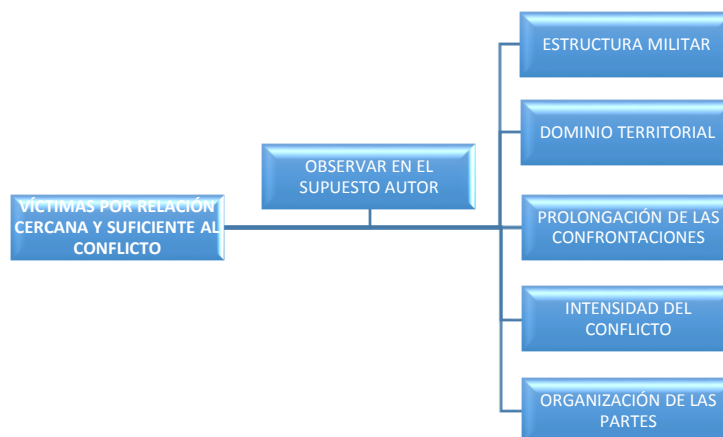 VÍCTIMAS POR RELACIÓN
CERCANA Y SUFICIENTE AL
CONFLICTO
OBSERVAR EN EL
SUPUESTO AUTOR
ESTRUCTURA MILITAR
DOMINIO TERRITORIAL
PROLONGACIÓN DE LAS
CONFRONTACIONES
INTENSIDAD DEL
CONFLICTO
ORGANIZACIÓN DE LAS
PARTES